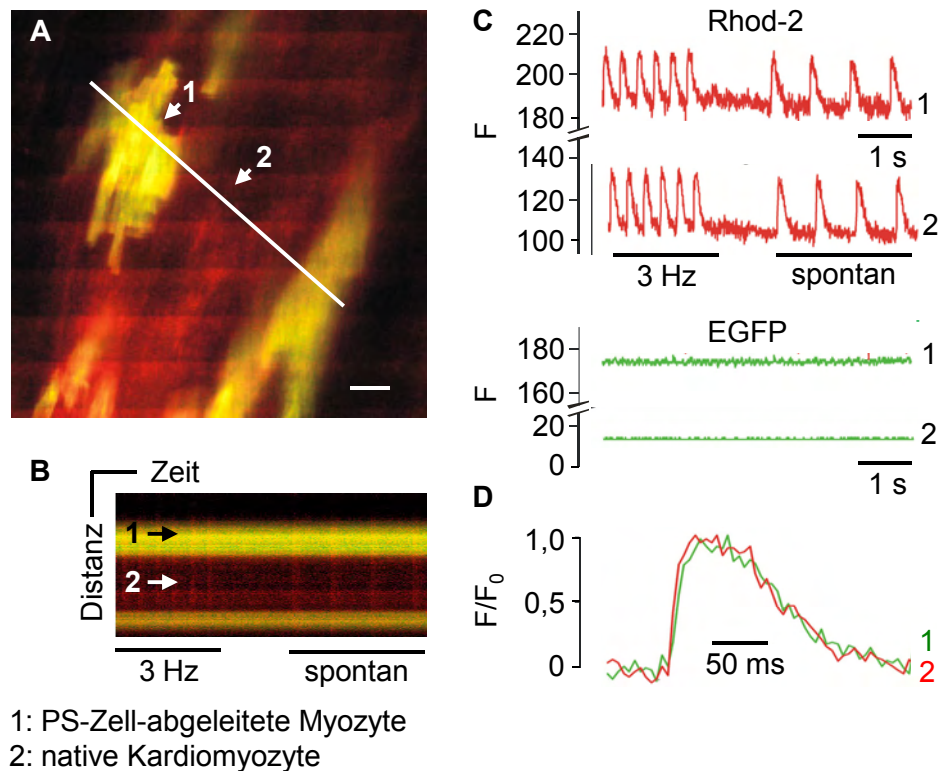 A
1
2
B
Zeit
Distanz
1
2
3 Hz
spontan
1: PS-Zell-abgeleitete Myozyte
2: native Kardiomyozyte
C
Rhod-2
F
220
200
180
140
120
100
1
1 s
2
3 Hz
spontan
EGFP
F
180
160
20
0
1
2
1 s
D
F/F0
1,0
0,5
0
50 ms
1
2